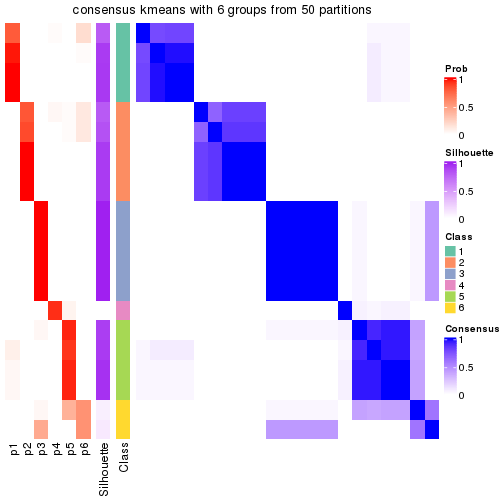 consensus kmeans with 6 groups from 50 partitions
Prob
1
0.5
0
Silhouette
1
0.5
0
Class
1
2
3
4
5
6
Consensus
1
0.5
0
p1
p2
p3
p4
p5
p6
Silhouette
Class